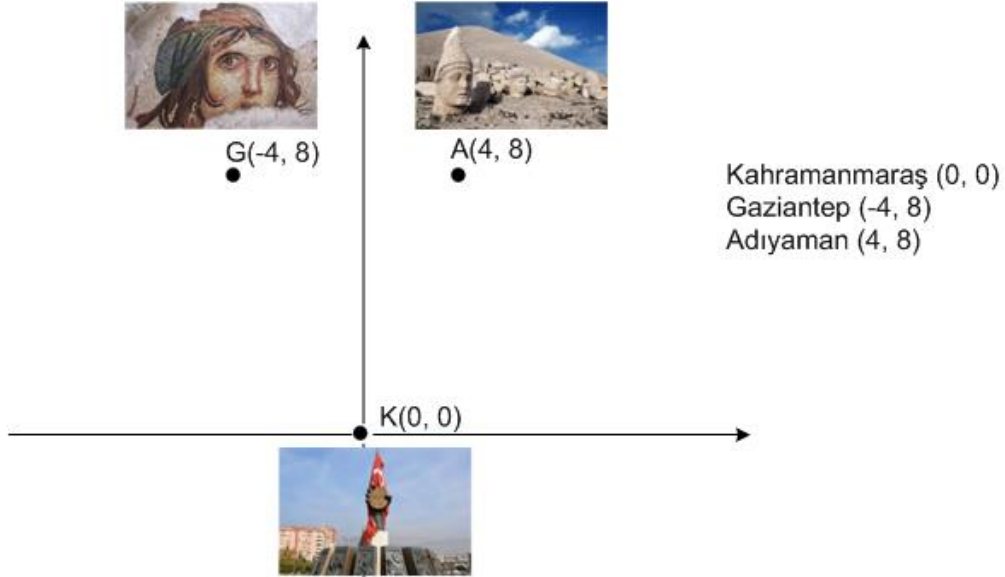 G(-4, 8)
A(4, 8)
Kahramanmaraş (0, 0)
Gaziantep (-4, 8)
Adıyaman (4, 8)
K(0, 0)